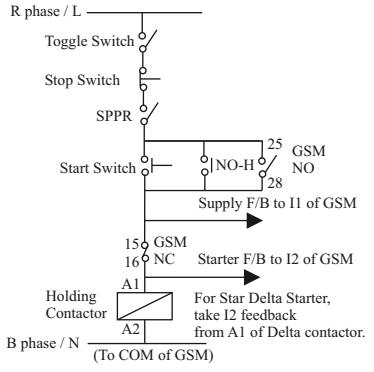 R phase / L
Toggle Switch
Stop Switch
SPPR
Start Switch
NO-H
25
GSM
NO
28
Supply F/B to I1 of GSM
15
GSM
16
NC
Starter F/B to I2 of GSM
A1
Holding
Contactor
A2
For Star Delta Starter,
take I2 feedback
from A1 of Delta contactor.
B phase / N
(To COM of GSM)